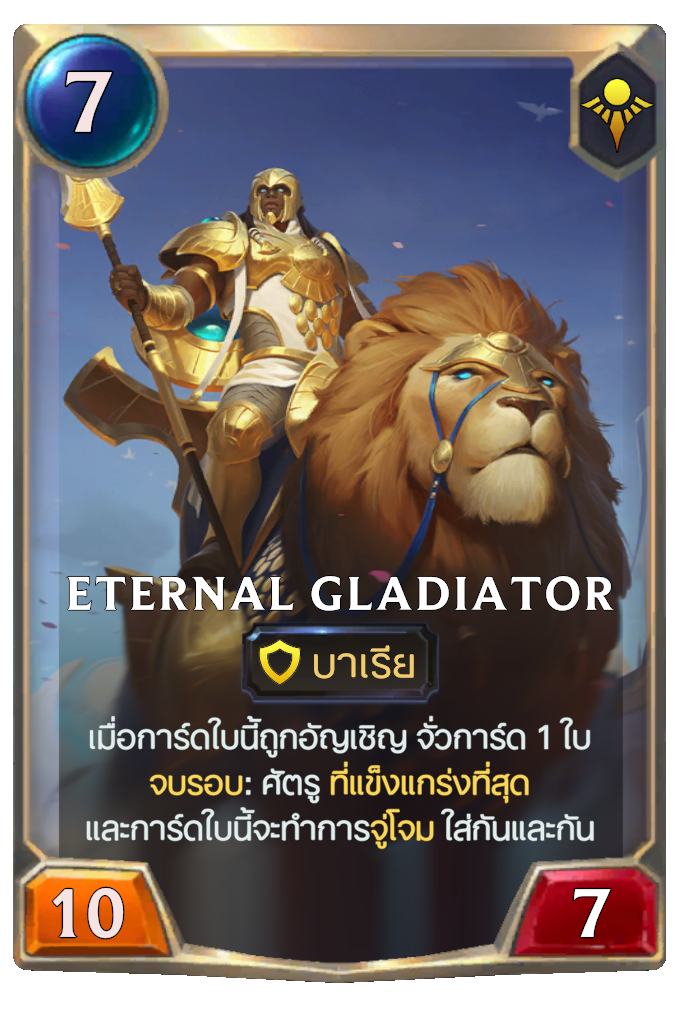 7
ETERNAL GLADIATOR
บาเรีย
เมื่อการ์ดใบนี้ถูกอัญเชิญ จั่วการ์ด 1 ใบ
จบรอบ: ศัตรู ที่แข็งแกร่งที่สุด
และการ์ดใบนี้จะทำการจู่โจม ใส่กันและกัน
10
7